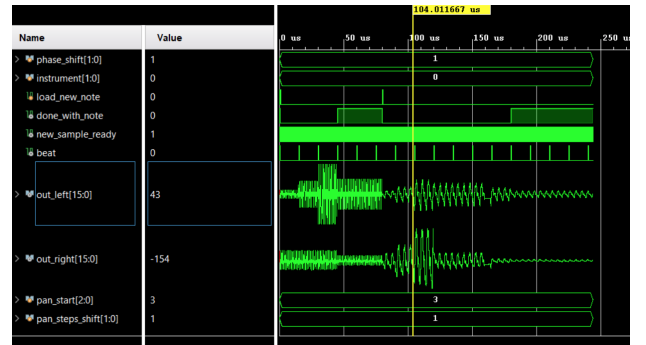 104.011667 us
Name Value 0 us 50 us 100 us 150 us 200 us 250 u
phase_shift[1:0] 1 1
instrument[1:0] 0 0
load_new_note 0
done_with_note 0
new_sample_ready 1
beat 0
out_left[15:0] 43
out_right[15:0] -154
pan_start[2:0] 3 3
pan_steps_shift[1:0] 1 1